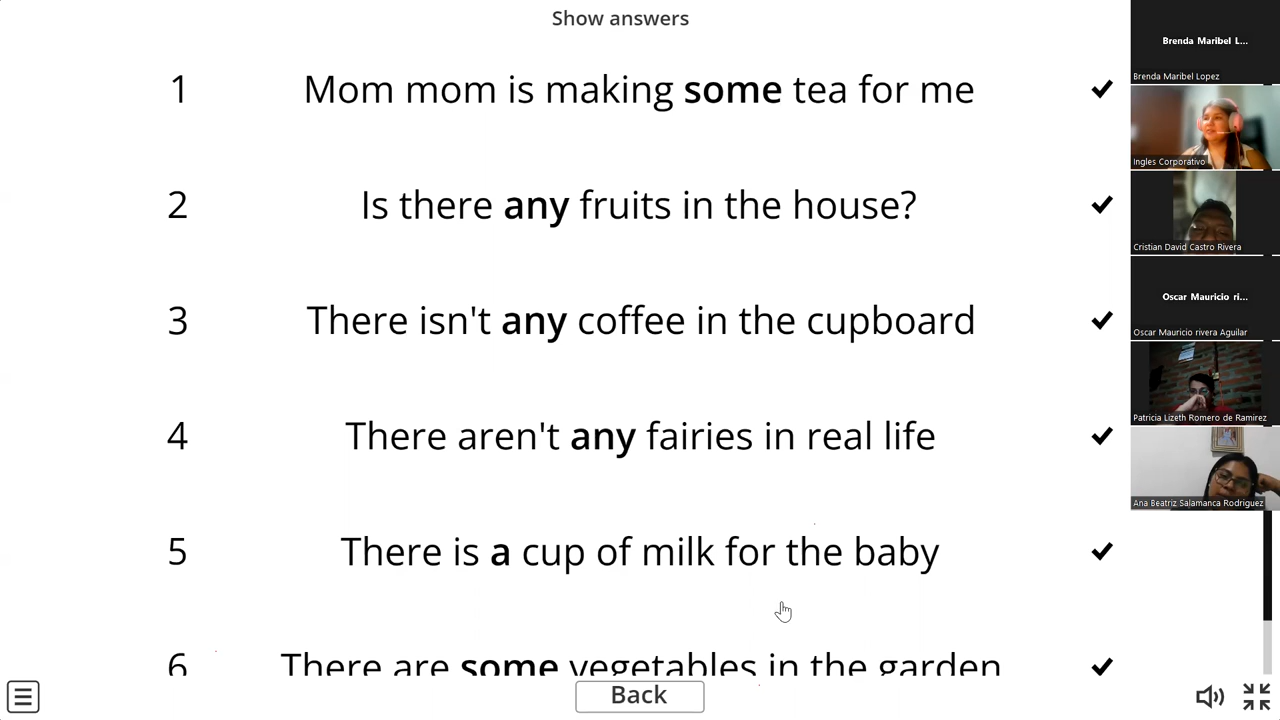 Show answers
1 Mom mom is making some tea for me
2 Is there any fruits in the house?
3 There isn't any coffee in the cupboard
4 There aren't any fairies in real life
5 There is a cup of milk for the baby
6 There are some vegetables in the garden
Back
Brenda Maribel L...
Brenda Maribel Lopez
Ingles Corporativo
Cristian David Castro Rivera
Oscar Mauricio ri...
Oscar Mauricio rivera Aguilar
Patricia Lizeth Romero de Ramirez
Ana Beatriz Salamanca Rodriguez